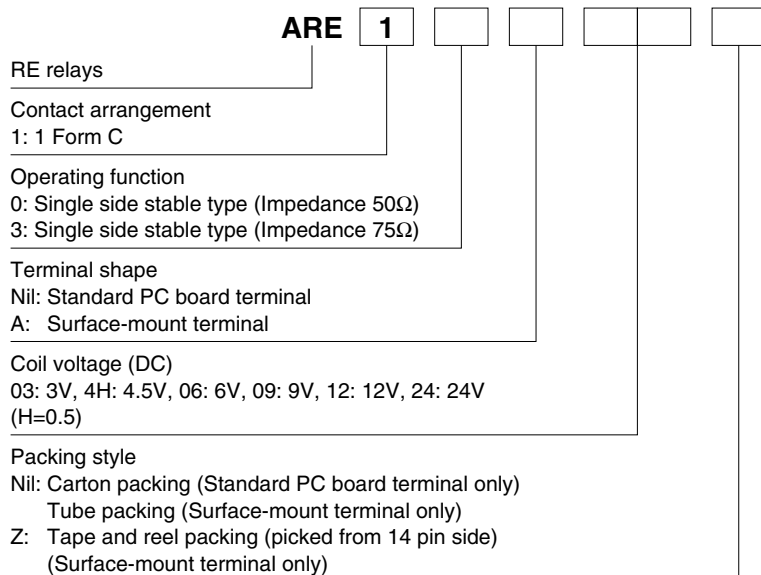 ARE 1
RE relays
Contact arrangement
1: 1 Form C
Operating function
0: Single side stable type (Impedance 50Ω)
3: Single side stable type (Impedance 75Ω)
Terminal shape
Nil: Standard PC board terminal
A: Surface-mount terminal
Coil voltage (DC)
03: 3V, 4H: 4.5V, 06: 6V, 09: 9V, 12: 12V, 24: 24V
(H=0.5)
Packing style
Nil: Carton packing (Standard PC board terminal only)
Tube packing (Surface-mount terminal only)
Z: Tape and reel packing (picked from 14 pin side)
(Surface-mount terminal only)